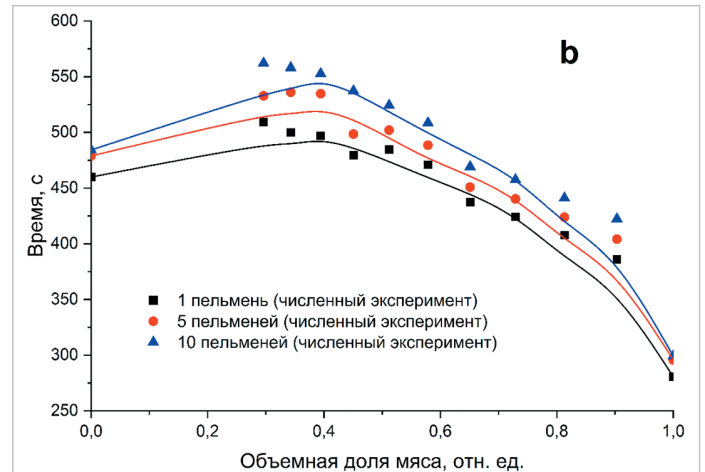 600
b
550
500
450
400
350
300
250
Время, с
1 пельмень (численный эксперимент)
5 пельменей (численный эксперимент)
10 пельменей (численный эксперимент)
0,0
0,2
0,4
0,6
0,8
1,0
Объемная доля мяса, отн. ед.